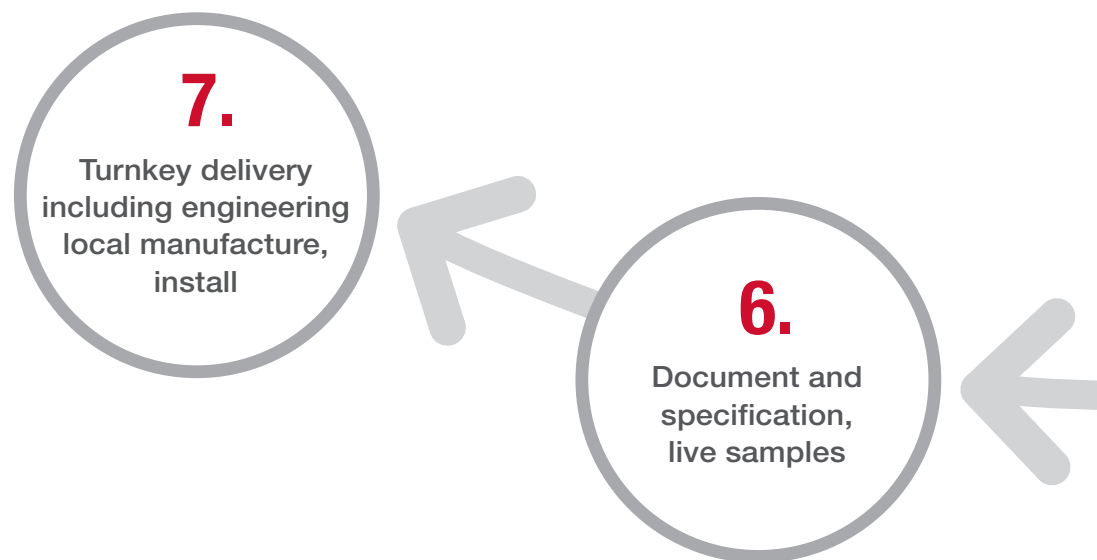 7.
Turnkey delivery
including engineering
local manufacture,
install
6.
Document and
specification,
live samples